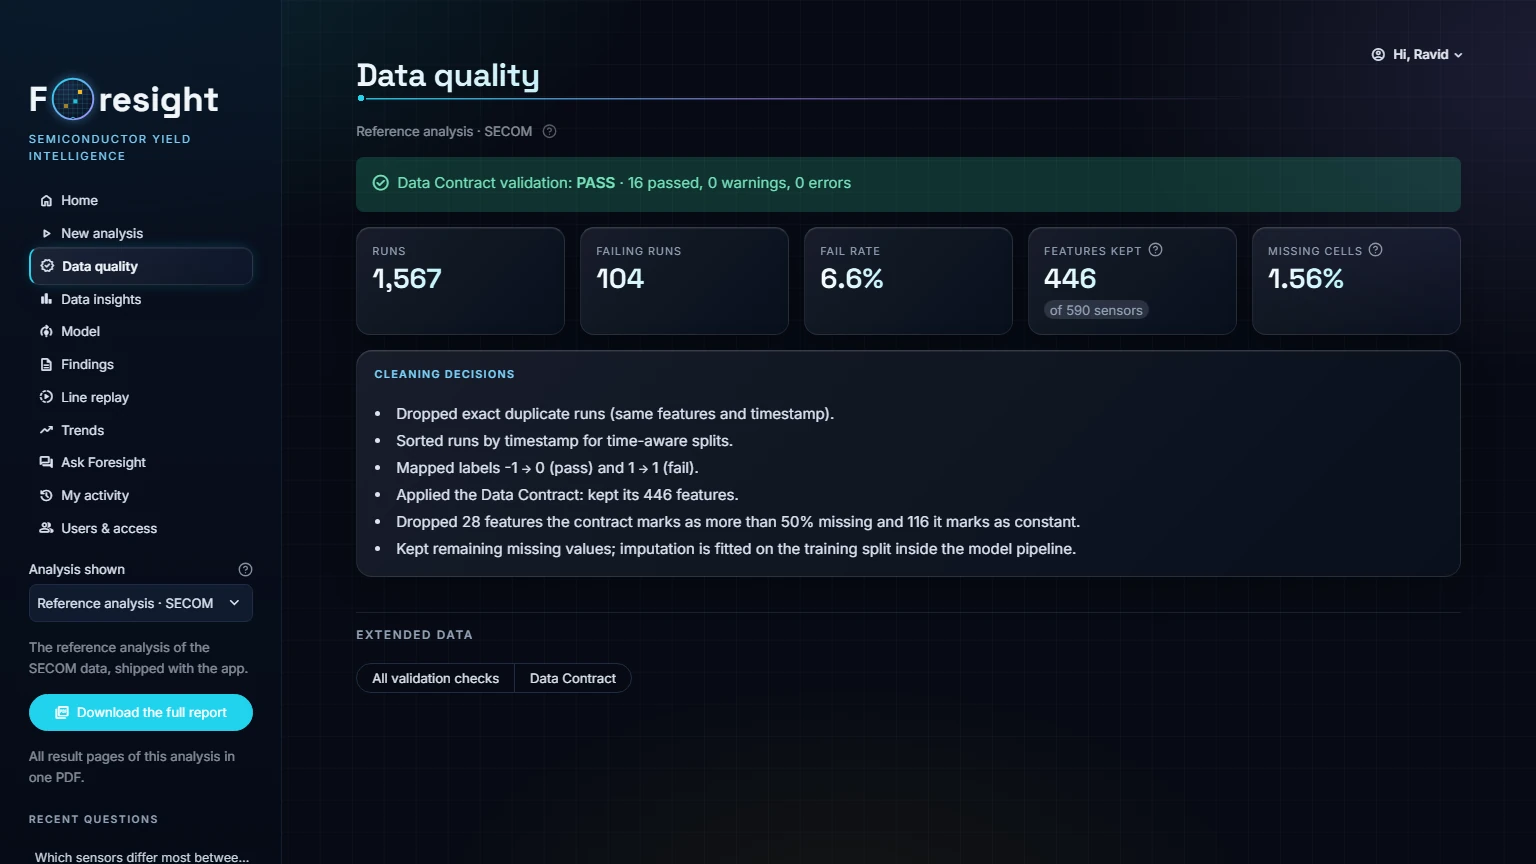 Foresight
SEMICONDUCTOR YIELD
INTELLIGENCE
Home
New analysis
Data quality
Data insights
Model
Findings
Line replay
Trends
Ask Foresight
My activity
Users & access
Analysis shown
Reference analysis · SECOM
The reference analysis of the
SECOM data, shipped with the app.
Download the full report
All result pages of this analysis in
one PDF.
RECENT QUESTIONS
Which sensors differ most betwee...
Hi, Ravid
Data quality
Reference analysis · SECOM
Data Contract validation: PASS · 16 passed, 0 warnings, 0 errors
RUNS
1,567
FAILING RUNS
104
FAIL RATE
6.6%
FEATURES KEPT
446
of 590 sensors
MISSING CELLS
1.56%
CLEANING DECISIONS
• Dropped exact duplicate runs (same features and timestamp).
• Sorted runs by timestamp for time-aware splits.
• Mapped labels -1 → 0 (pass) and 1 → 1 (fail).
• Applied the Data Contract: kept its 446 features.
• Dropped 28 features the contract marks as more than 50% missing and 116 it marks as constant.
• Kept remaining missing values; imputation is fitted on the training split inside the model pipeline.
EXTENDED DATA
All validation checks
Data Contract